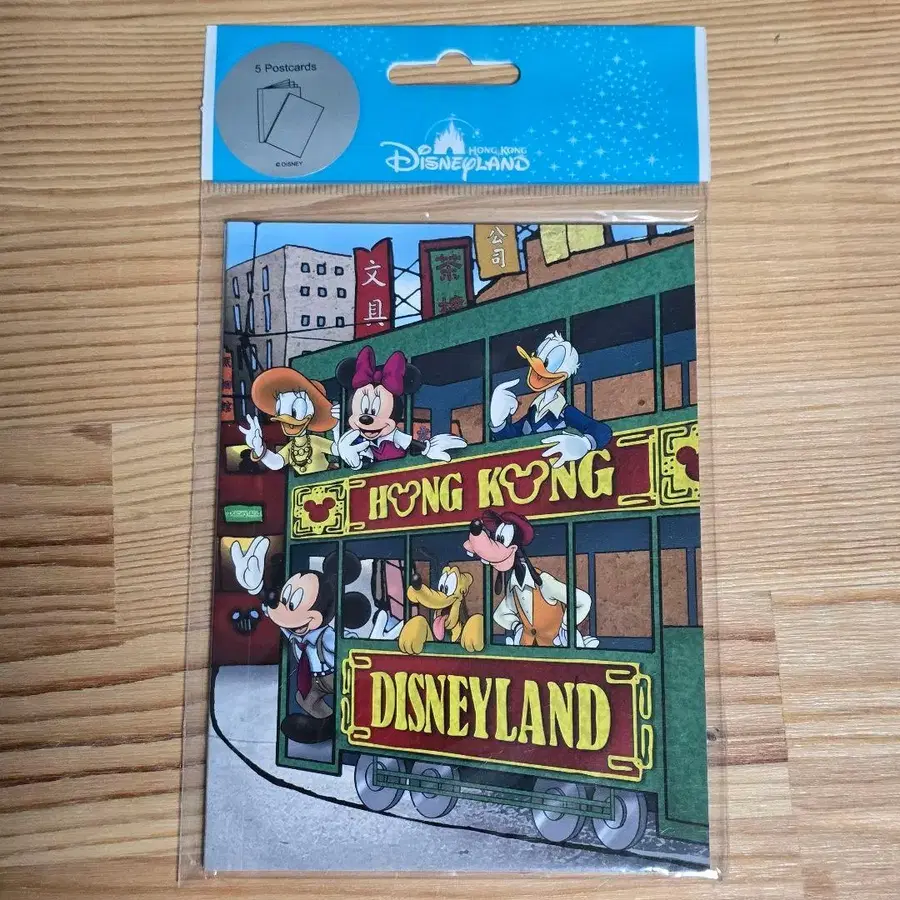 5 Postcards
© DISNEY
HONG KONG
DISNEYLAND
文具
茶樓
公司
HONG KONG
DISNEYLAND